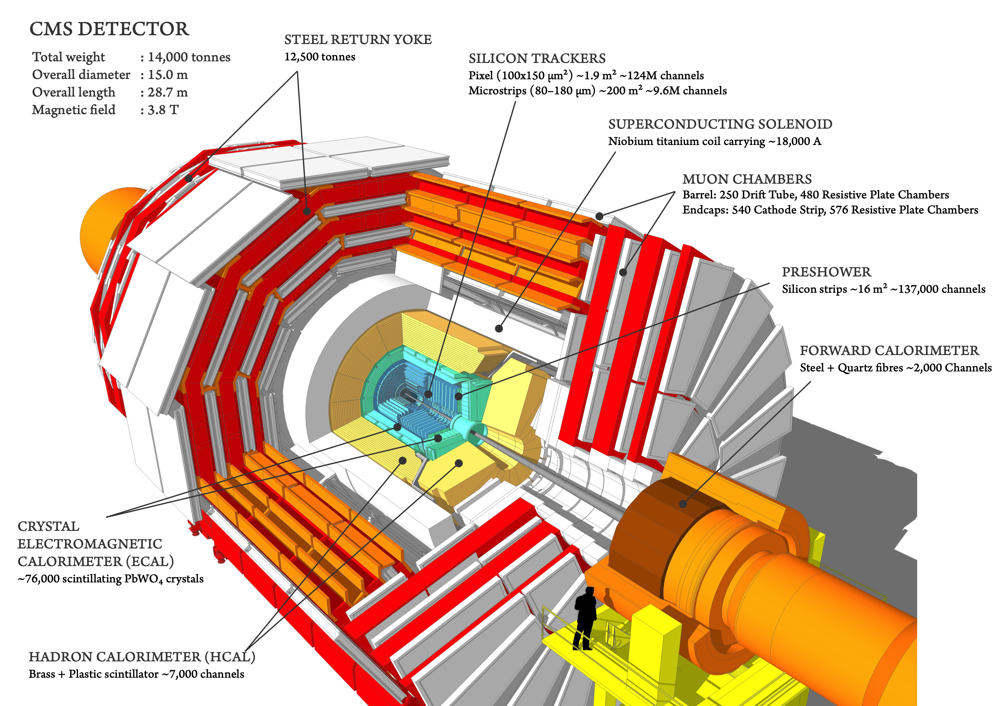 CMS DETECTOR
Total weight : 14,000 tonnes
Overall diameter : 15.0 m
Overall length : 28.7 m
Magnetic field : 3.8 T
STEEL RETURN YOKE
12,500 tonnes
SILICON TRACKERS
Pixel (100x150 μm²) ~1.9 m² ~124M channels
Microstrips (80–180 μm) ~200 m² ~9.6M channels
SUPERCONDUCTING SOLENOID
Niobium titanium coil carrying ~18,000 A
MUON CHAMBERS
Barrel: 250 Drift Tube, 480 Resistive Plate Chambers
Endcaps: 540 Cathode Strip, 576 Resistive Plate Chambers
PRESHOWER
Silicon strips ~16 m² ~137,000 channels
FORWARD CALORIMETER
Steel + Quartz fibres ~2,000 Channels
CRYSTAL
ELECTROMAGNETIC
CALORIMETER (ECAL)
~76,000 scintillating PbWO₄ crystals
HADRON CALORIMETER (HCAL)
Brass + Plastic scintillator ~7,000 channels